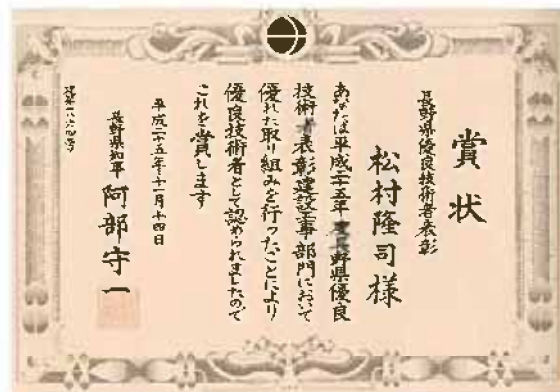 賞状
長野県優良技術者表彰
松村隆司様
あなたは平成二十五年度長野県優良
技術者表彰建設工事部門において
優れた取り組みを行ったことにより
優良技術者として認められましたので
これを賞します
平成二十五年十一月十四日
長野県知事 阿部守一